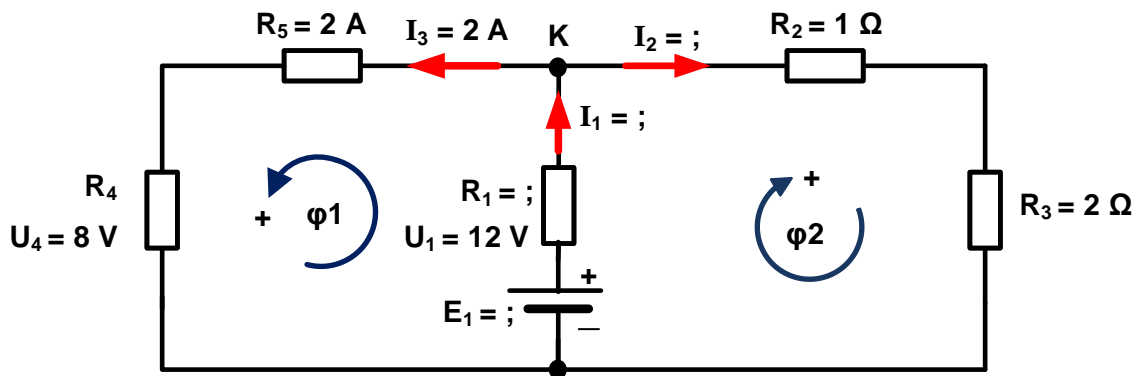 R5 = 2 A
I3 = 2 A
K
I2 = ;
R2 = 1 Ω
I1 = ;
R4
U4 = 8 V
+
φ1
R1 = ;
U1 = 12 V
+
φ2
R3 = 2 Ω
+
E1 = ;
_